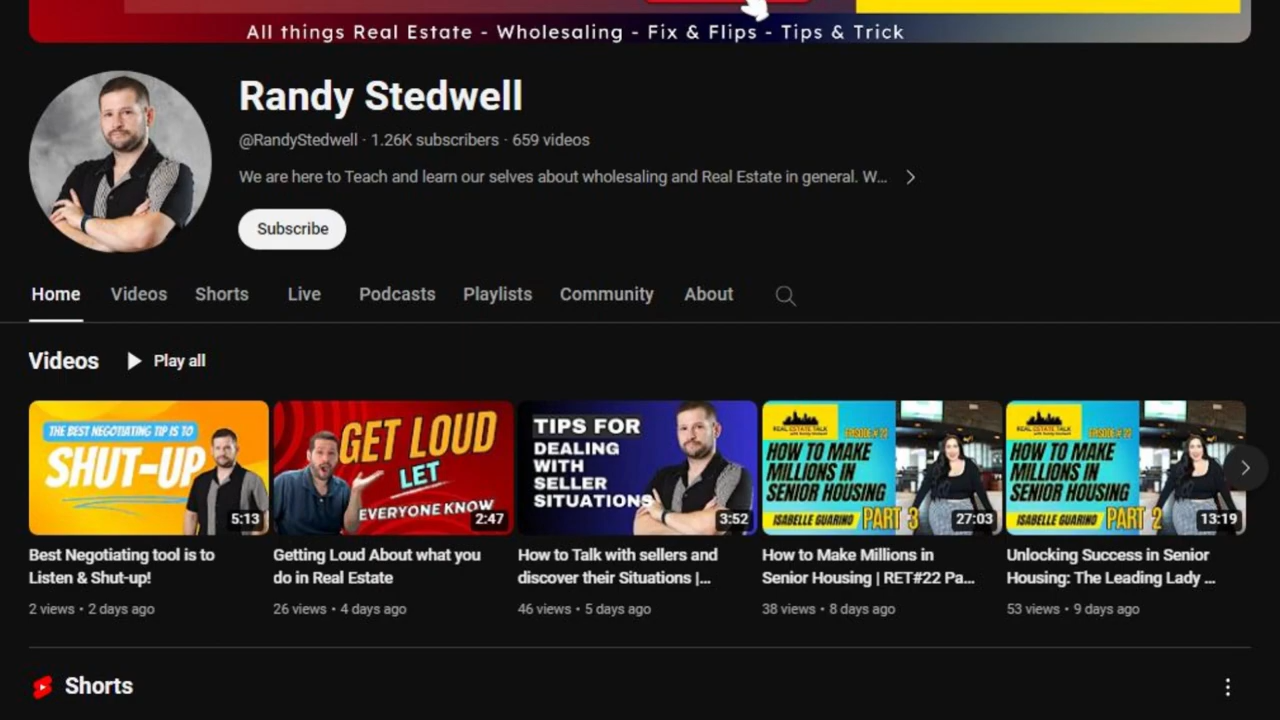 All things Real Estate - Wholesaling - Fix & Flips - Tips & Trick
Randy Stedwell
@RandyStedwell · 1.26K subscribers · 659 videos
We are here to Teach and learn our selves about wholesaling and Real Estate in general. W...
Subscribe
Home Videos Shorts Live Podcasts Playlists Community About
Videos Play all
THE BEST NEGOTIATING TIP IS TO
SHUT-UP
5:13
GET LOUD
LET
EVERYONE KNOW
2:47
TIPS FOR
DEALING
WITH
SELLER
SITUATIONS
3:52
REAL ESTATE TALK
EPISODE# 22
HOW TO MAKE
MILLIONS IN
SENIOR HOUSING
ISABELLE GUARINO PART 3
27:03
REAL ESTATE TALK
EPISODE# 22
HOW TO MAKE
MILLIONS IN
SENIOR HOUSING
ISABELLE GUARINO PART 2
13:19
Best Negotiating tool is to
Listen & Shut-up!
2 views • 2 days ago
Getting Loud About what you
do in Real Estate
26 views • 4 days ago
How to Talk with sellers and
discover their Situations |...
46 views • 5 days ago
How to Make Millions in
Senior Housing | RET#22 Pa...
38 views • 8 days ago
Unlocking Success in Senior
Housing: The Leading Lady ...
53 views • 9 days ago
Shorts